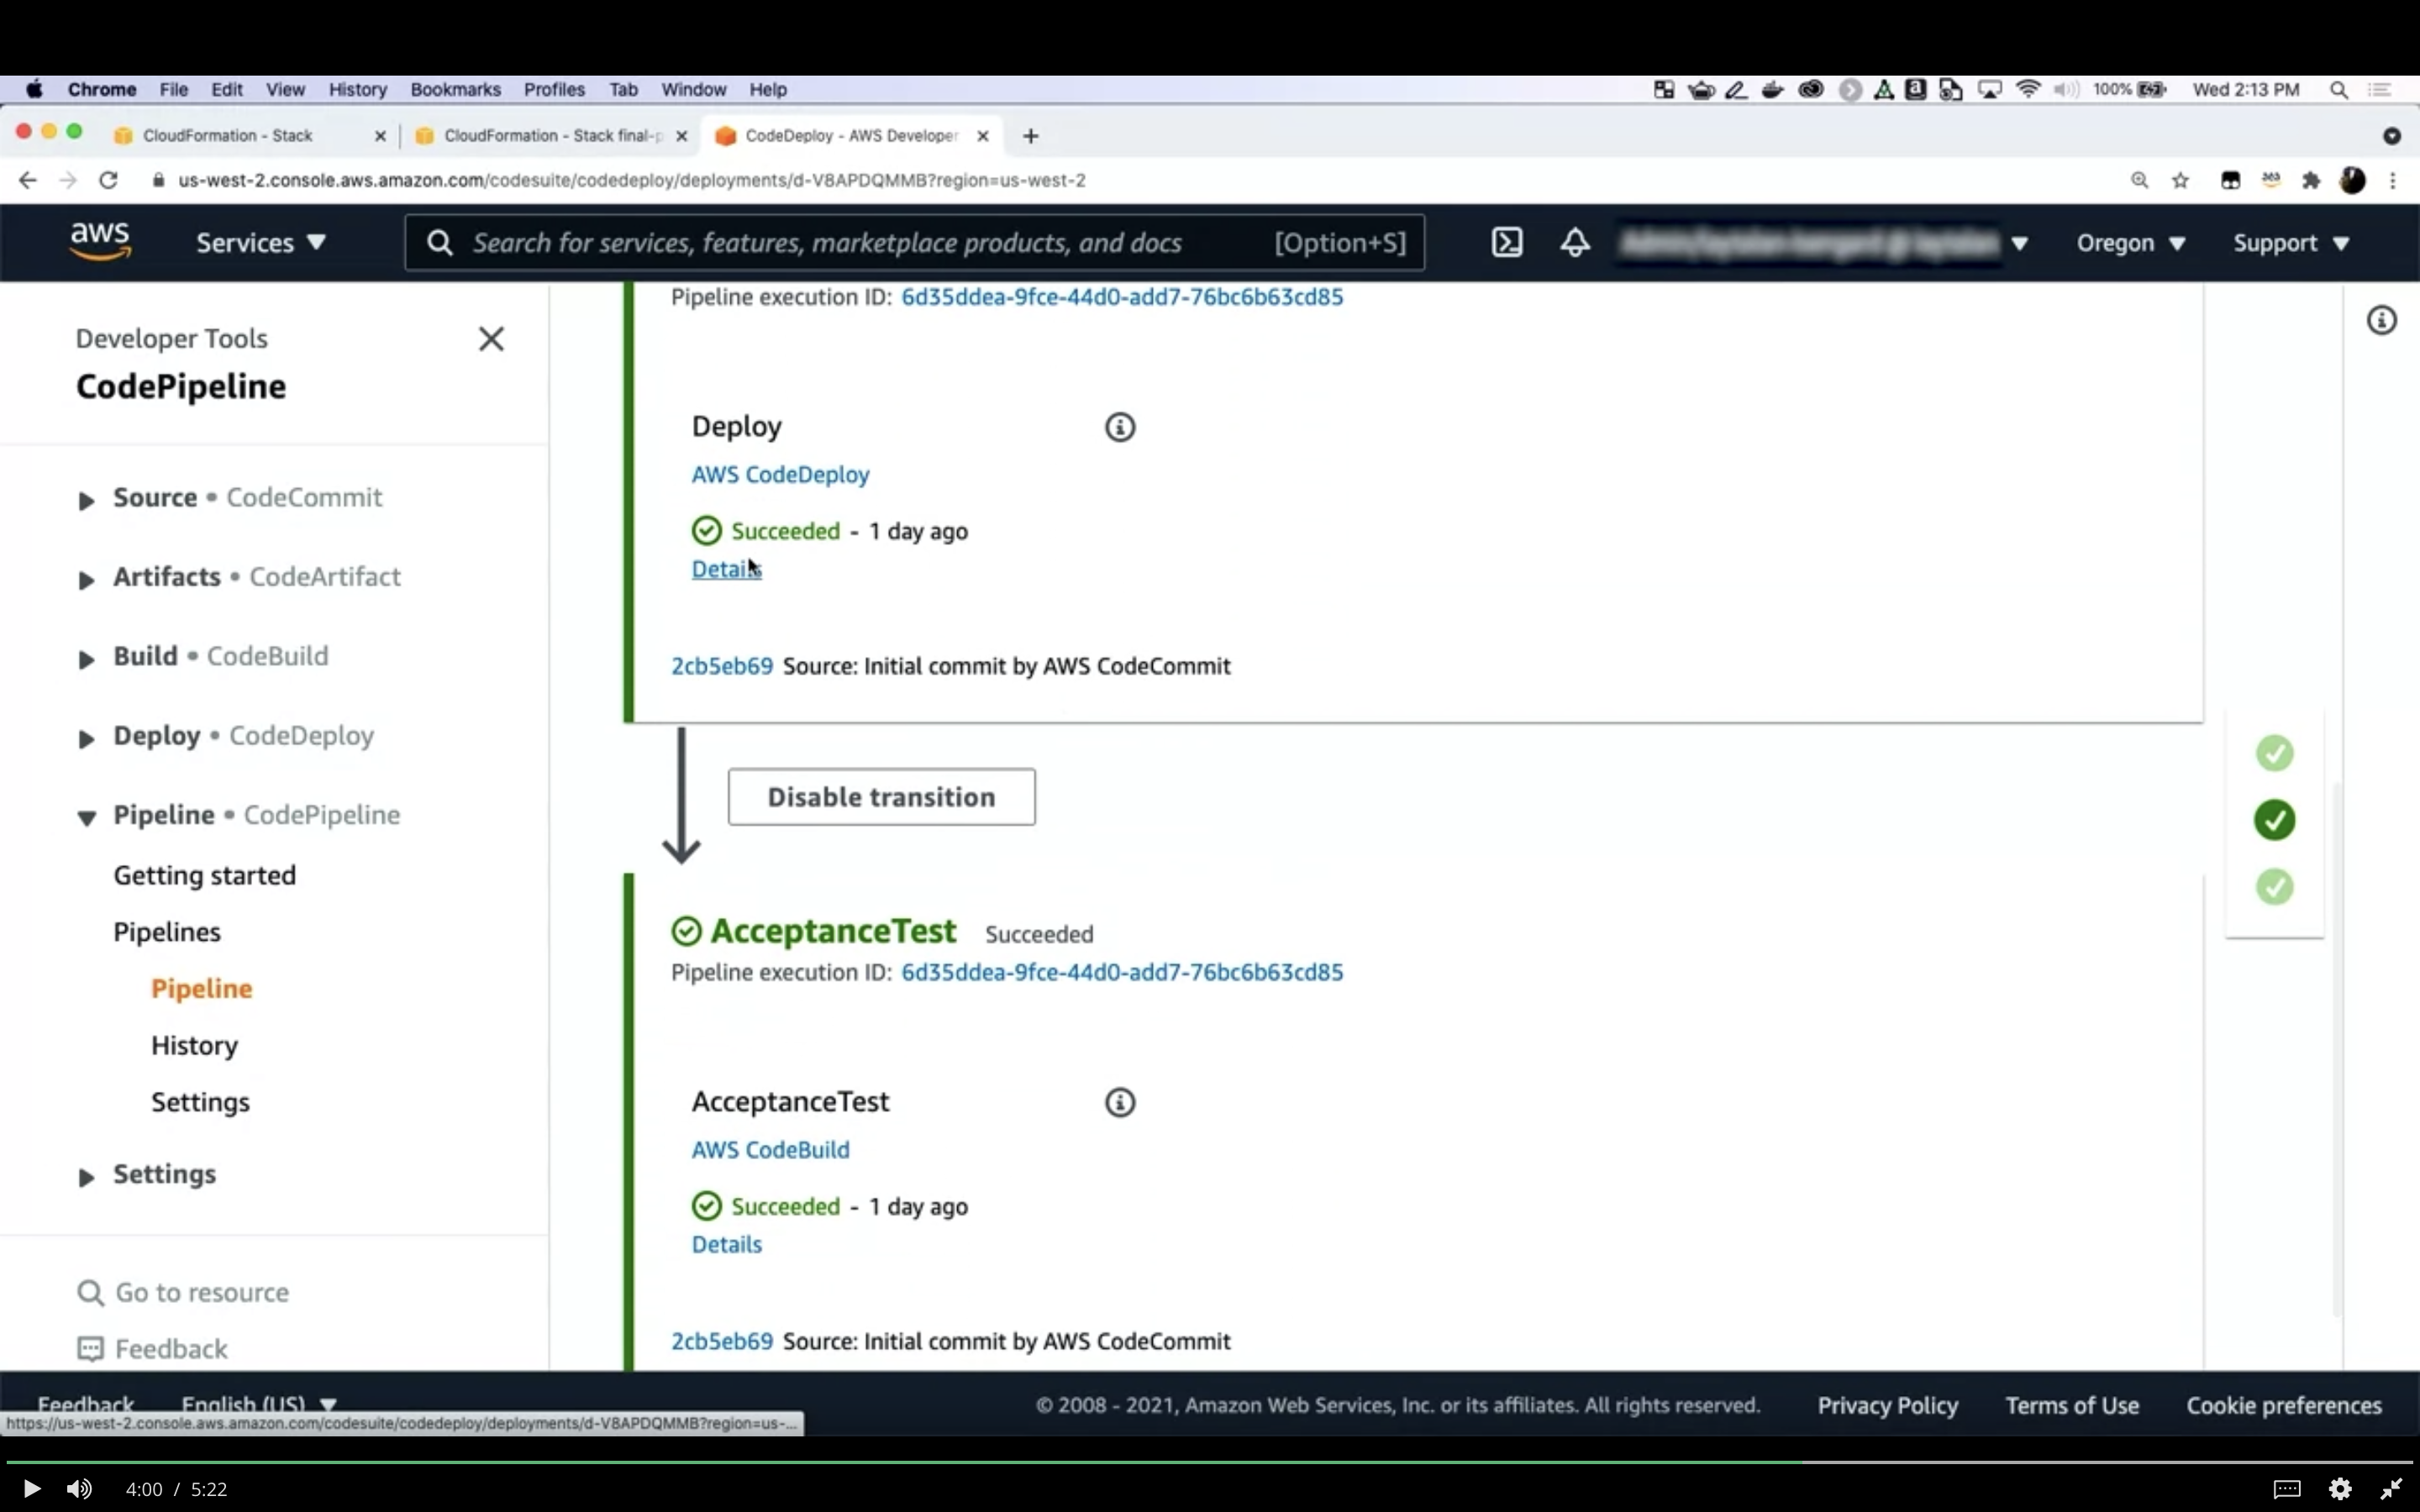 Chrome File Edit View History Bookmarks Profiles Tab Window Help 100% Wed 2:13 PM
CloudFormation - Stack CloudFormation - Stack final-p CodeDeploy - AWS Developer
us-west-2.console.aws.amazon.com/codesuite/codedeploy/deployments/d-V8APDQMMB?region=us-west-2
aws Services Search for services, features, marketplace products, and docs [Option+S] Oregon Support
Developer Tools
CodePipeline
Source • CodeCommit
Artifacts • CodeArtifact
Build • CodeBuild
Deploy • CodeDeploy
Pipeline • CodePipeline
Getting started
Pipelines
Pipeline
History
Settings
Settings
Go to resource
Feedback
Pipeline execution ID: 6d35ddea-9fce-44d0-add7-76bc6b63cd85
Deploy
AWS CodeDeploy
Succeeded - 1 day ago
Details
2cb5eb69 Source: Initial commit by AWS CodeCommit
Disable transition
AcceptanceTest Succeeded
Pipeline execution ID: 6d35ddea-9fce-44d0-add7-76bc6b63cd85
AcceptanceTest
AWS CodeBuild
Succeeded - 1 day ago
Details
2cb5eb69 Source: Initial commit by AWS CodeCommit
Feedback English (US) © 2008 - 2021, Amazon Web Services, Inc. or its affiliates. All rights reserved. Privacy Policy Terms of Use Cookie preferences
https://us-west-2.console.aws.amazon.com/codesuite/codedeploy/deployments/d-V8APDQMMB?region=us-...
4:00 / 5:22